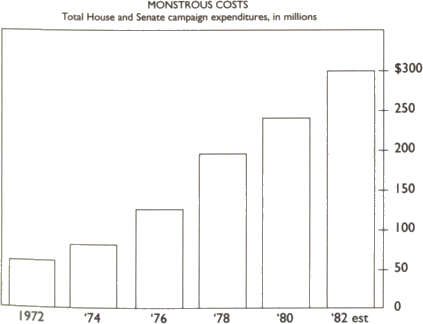 MONSTROUS COSTS
Total House and Senate campaign expenditures, in millions
$300
250
200
150
100
50
0
1972 '74 '76 '78 '80 '82 est